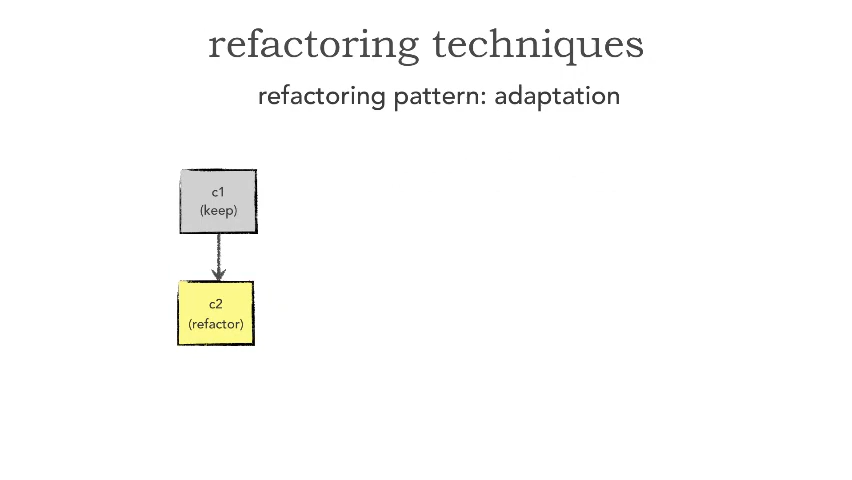 refactoring techniques
refactoring pattern: adaptation
c1
(keep)
c2
(refactor)